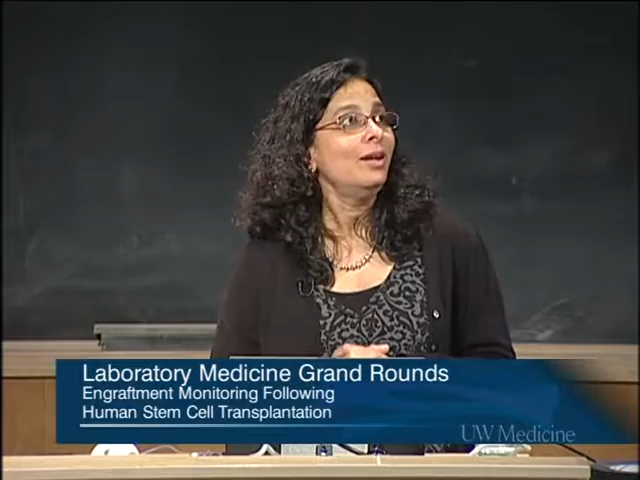 Laboratory Medicine Grand Rounds
Engraftment Monitoring Following
Human Stem Cell Transplantation
UW Medicine